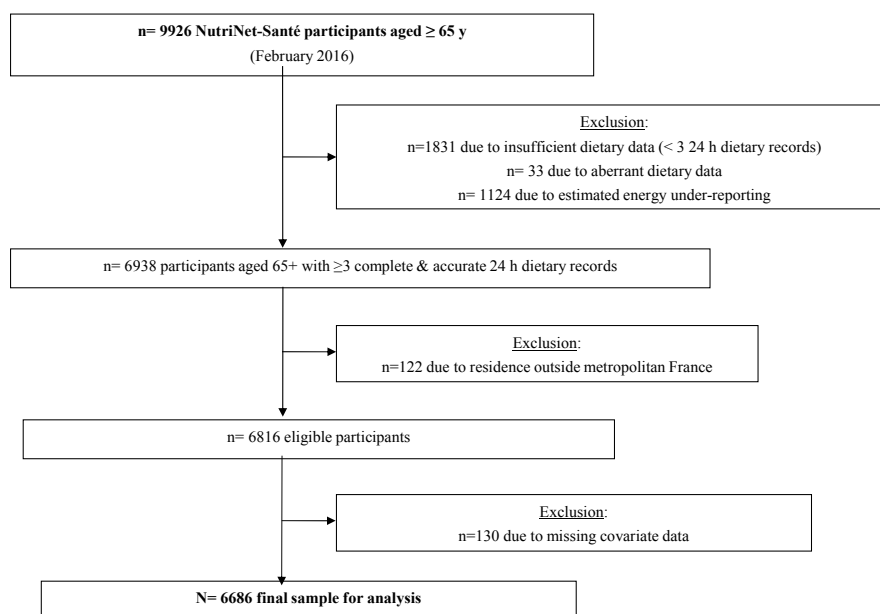 n= 9926 NutriNet-Santé participants aged ≥ 65 y
(February 2016)
Exclusion:
n=1831 due to insufficient dietary data (< 3 24 h dietary records)
n= 33 due to aberrant dietary data
n= 1124 due to estimated energy under-reporting
n= 6938 participants aged 65+ with ≥3 complete & accurate 24 h dietary records
Exclusion:
n=122 due to residence outside metropolitan France
n= 6816 eligible participants
Exclusion:
n=130 due to missing covariate data
N= 6686 final sample for analysis